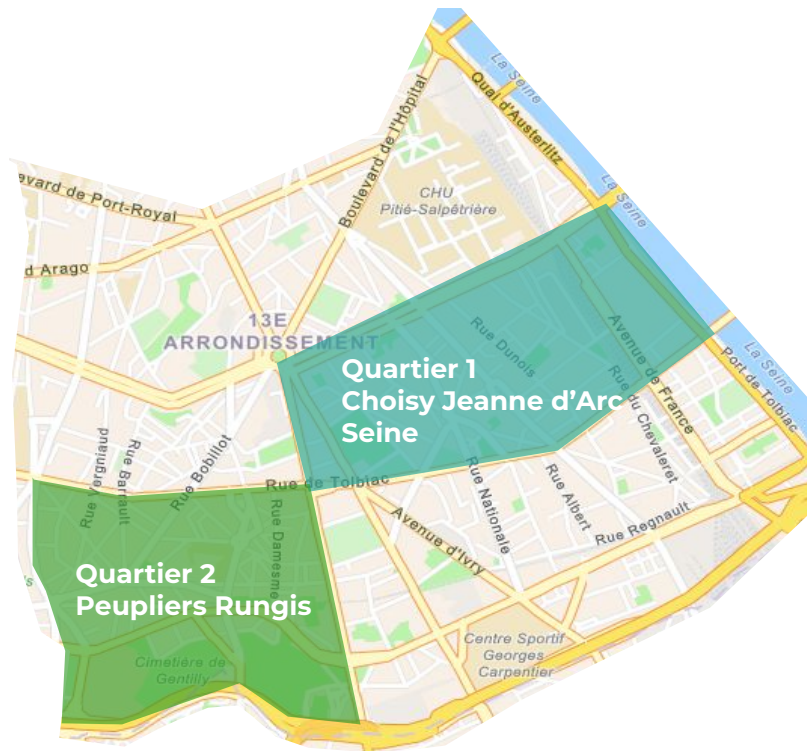 La Seine
Quai d'Austerlitz
Boulevard de l'Hôpital
evard de Port-Royal
CHU
Pitié-Salpêtrière
La Seine
d Arago
13E
ARRONDISSEMENT
Rue Dunois
Avenue de France
La Seine
Port de Tolbiac
Quartier 1
Choisy Jeanne d'Arc
Seine
Rue du Chevaleret
Rue Vergniaud
Rue Barrault
Rue Bobillot
Rue de Tolbiac
Rue Nationale
Rue Albert
Rue Damesme
Avenue d'Ivry
Rue Regnault
is
Quartier 2
Peupliers Rungis
Cimetière de
Gentilly
Centre Sportif
Georges
Carpentier